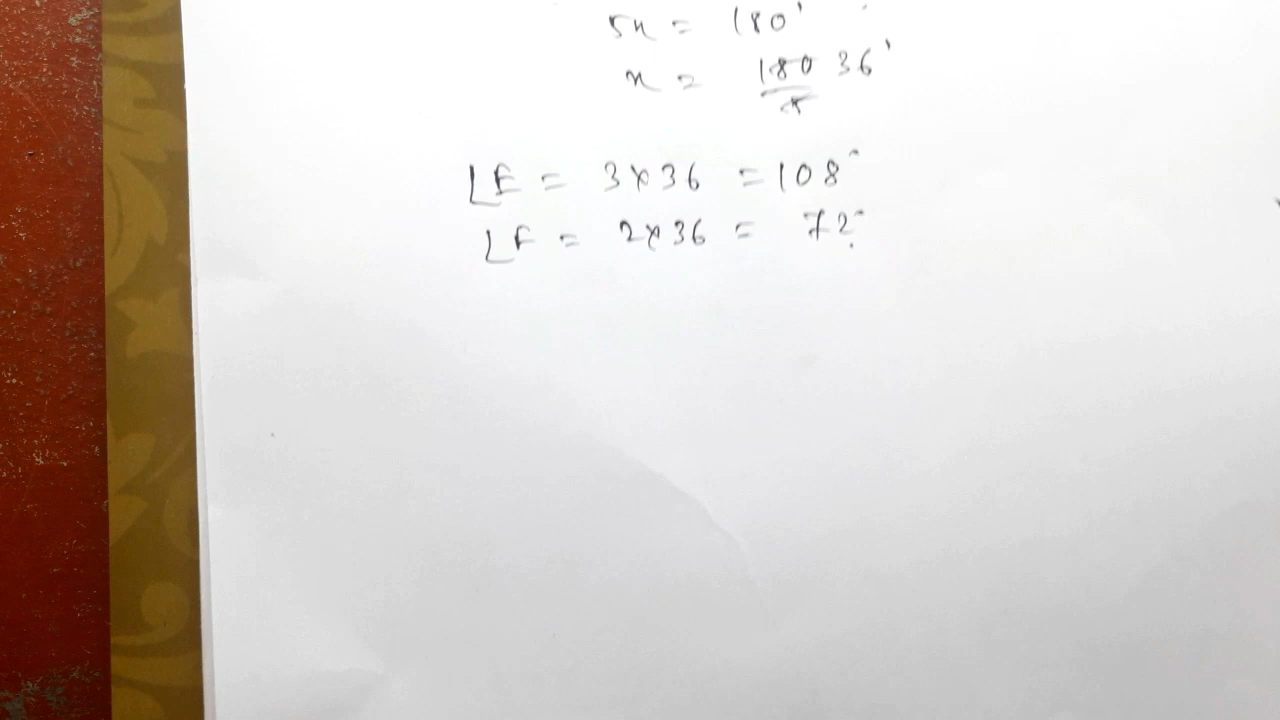 5x = 180°
x = 180/5 36°
∠E = 3×36 = 108°
∠F = 2×36 = 72°